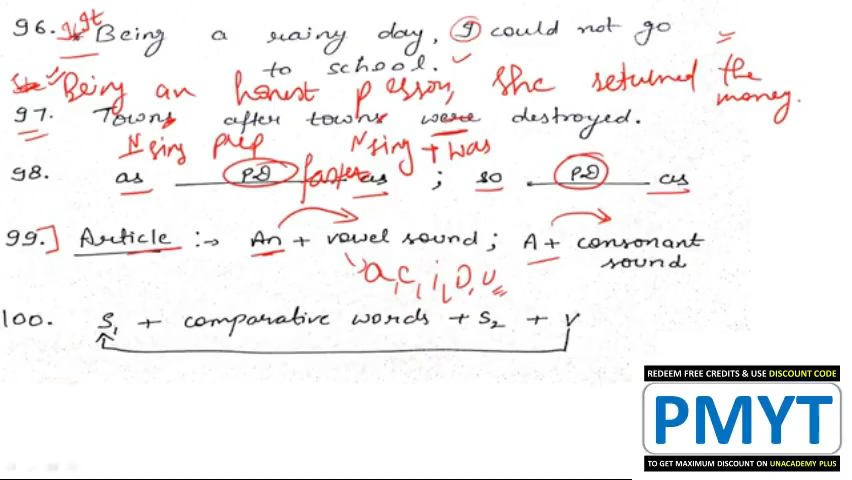 96. It Being a rainy day, I could not go
to school.
Being an honest person, she returned the
money.
97. Towns after towns were destroyed.
N sing prep N sing + was
98. as PD as ; so PD as
faster
99. Article :→ An + vowel sound ; A + consonant
sound
a, e, i, o, u
100. S1 + comparative words + S2 + V
REDEEM FREE CREDITS & USE DISCOUNT CODE
PMYT
TO GET MAXIMUM DISCOUNT ON UNACADEMY PLUS